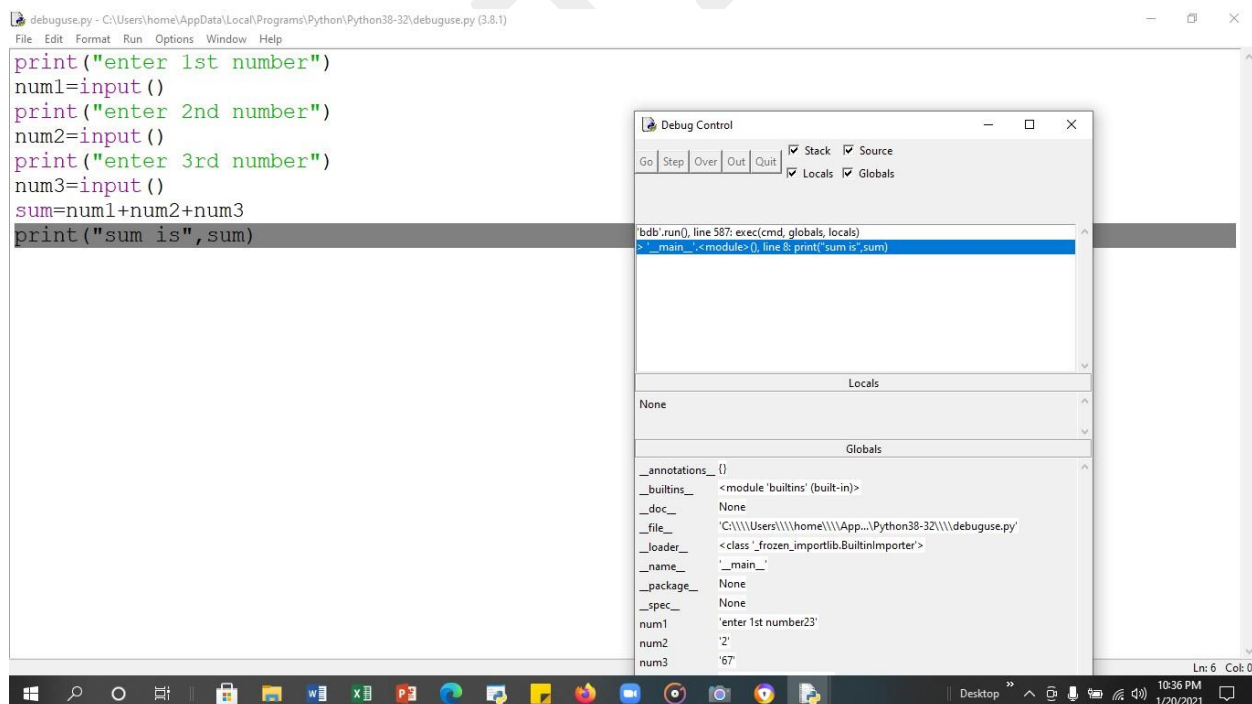 debuguse.py - C:\Users\home\AppData\Local\Programs\Python\Python38-32\debuguse.py (3.8.1)
File Edit Format Run Options Window Help
print("enter 1st number")
num1=input()
print("enter 2nd number")
num2=input()
print("enter 3rd number")
num3=input()
sum=num1+num2+num3
print("sum is",sum)
Debug Control
Go Step Over Out Quit
Stack Source
Locals Globals
'bdb'.run(), line 587: exec(cmd, globals, locals)
> '__main__'.<module>(), line 8: print("sum is",sum)
Locals
None
Globals
__annotations__ {}
__builtins__ <module 'builtins' (built-in)>
__doc__ None
__file__ 'C:\\\\Users\\\\home\\\\App...\\Python38-32\\\\debuguse.py'
__loader__ <class '_frozen_importlib.BuiltinImporter'>
__name__ '__main__'
__package__ None
__spec__ None
num1 'enter 1st number23'
num2 '2'
num3 '67'
Ln: 6 Col: 0
Desktop
10:36 PM
1/20/2021